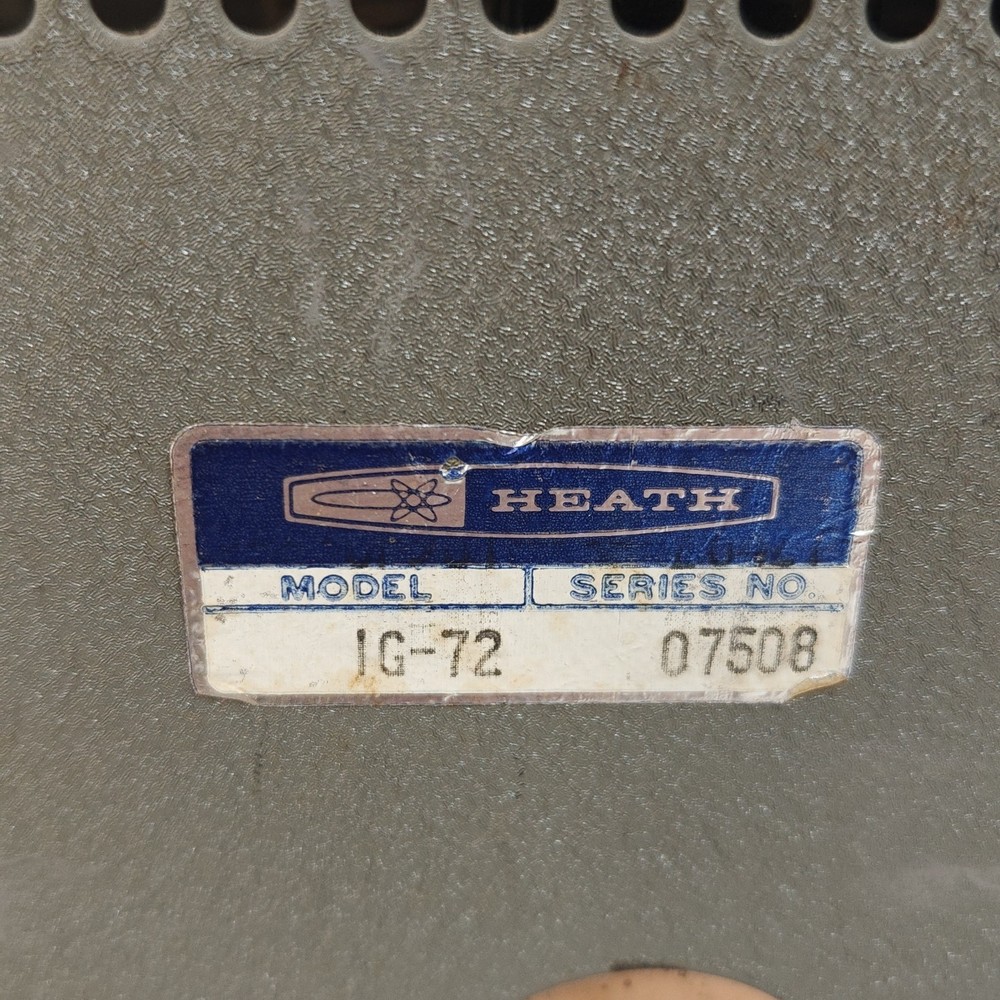 HEATH
MODEL SERIES NO.
IG-72 07508